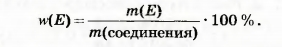 w(E) = m(E) / m(соединения) · 100 %.